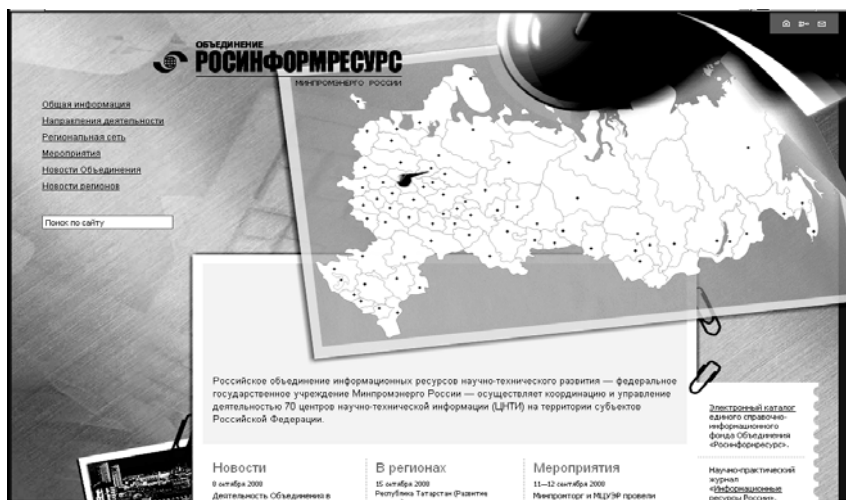 ОБЪЕДИНЕНИЕ
РОСИНФОРМРЕСУРС
МИНПРОМЭНЕРГО РОССИИ
Общая информация
Направления деятельности
Региональная сеть
Мероприятия
Новости Объединения
Новости регионов
Поиск по сайту
Российское объединение информационных ресурсов научно-технического развития — федеральное
государственное учреждение Минпромэнерго России — осуществляет координацию и управление
деятельностью 70 центров научно-технической информации (ЦНТИ) на территории субъектов
Российской Федерации.
Электронный каталог
единого справочно-
информационного
фонда Объединения
«Росинформресурс».
Научно-практический
журнал
«Информационные
ресурсы России».
Новости
9 октября 2008
Деятельность Объединения в
В регионах
15 октября 2008
Республика Татарстан (Развитие
Мероприятия
11—12 сентября 2008
Минпромторг и МЦУЭР провели